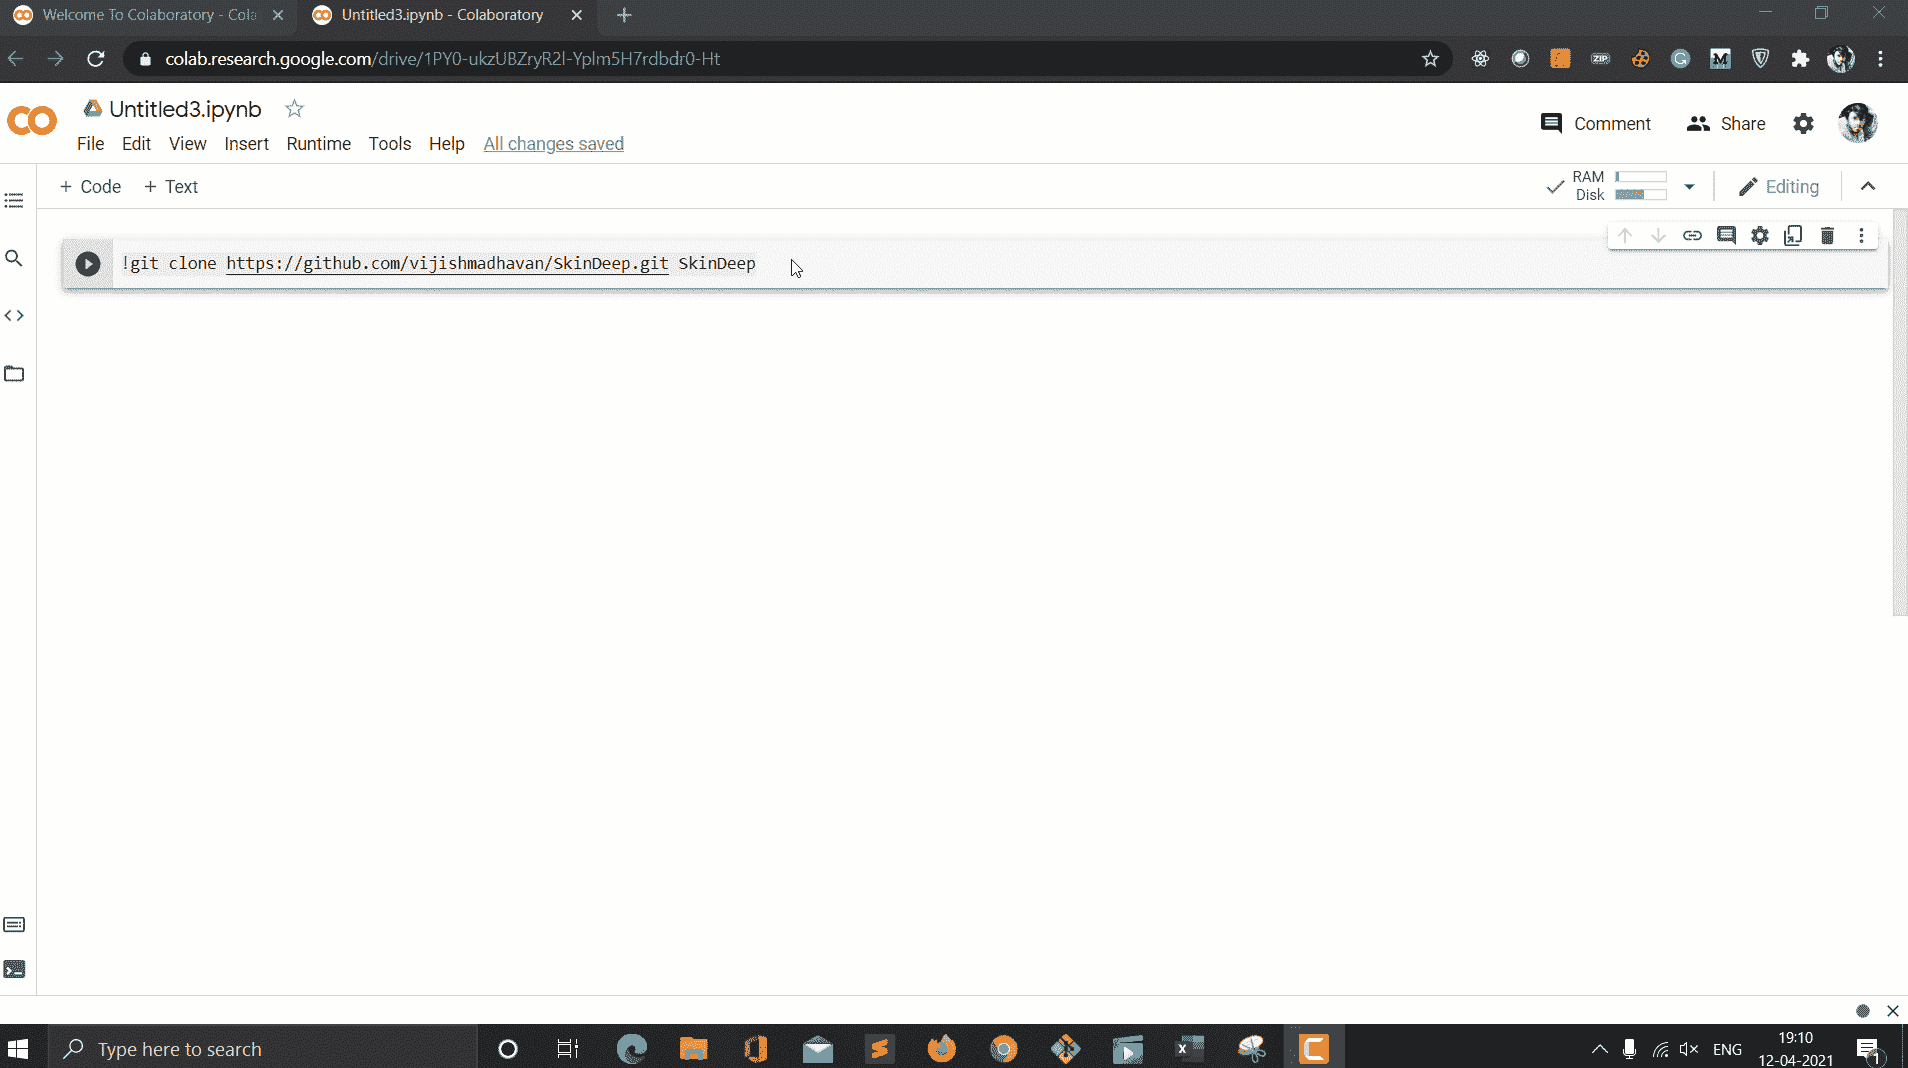 Welcome To Colaboratory - Cola
Untitled3.ipynb - Colaboratory
colab.research.google.com/drive/1PY0-ukzUBZryR2l-Yplm5H7rdbdr0-Ht
ZIP
G
M
CO
Untitled3.ipynb
Comment
Share
File Edit View Insert Runtime Tools Help All changes saved
+ Code + Text
RAM
Disk
Editing
!git clone https://github.com/vijishmadhavan/SkinDeep.git SkinDeep
Type here to search
ENG
19:10
12-04-2021
1